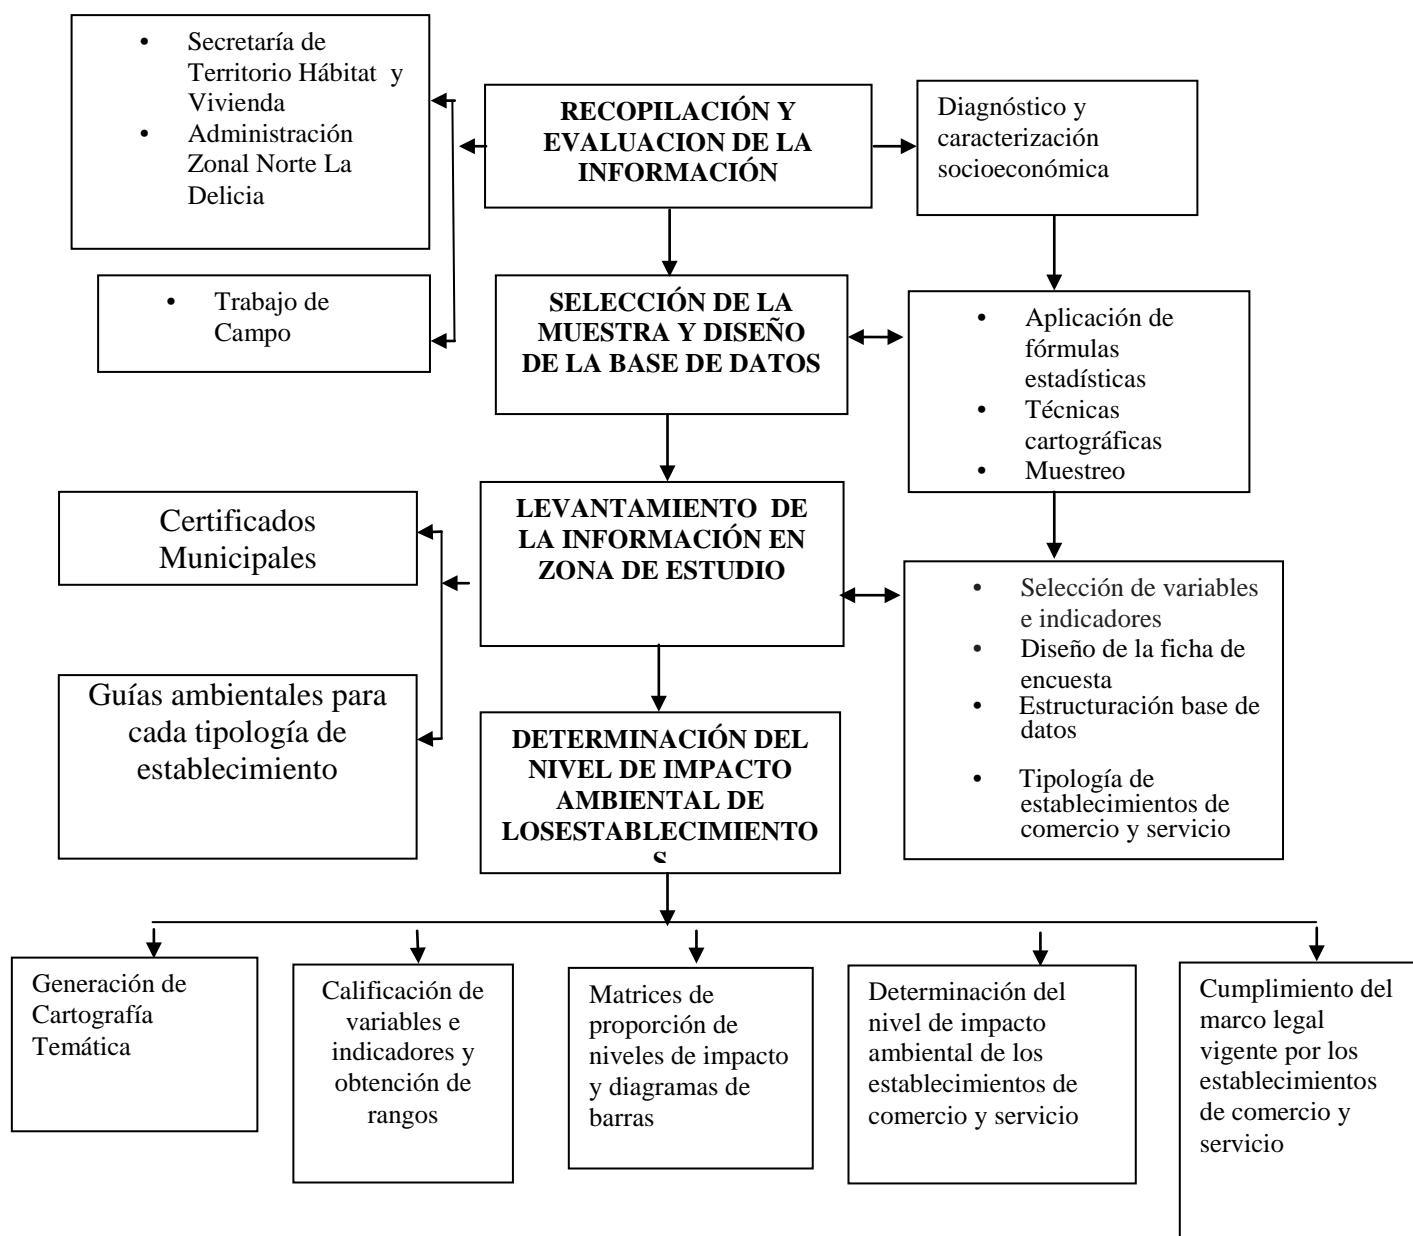 • Secretaría de
Territorio Hábitat y
Vivienda
• Administración
Zonal Norte La
Delicia
RECOPILACIÓN Y
EVALUACION DE LA
INFORMACIÓN
Diagnóstico y
caracterización
socioeconómica
• Trabajo de
Campo
SELECCIÓN DE LA
MUESTRA Y DISEÑO
DE LA BASE DE DATOS
• Aplicación de
fórmulas
estadísticas
• Técnicas
cartográficas
• Muestreo
Certificados
Municipales
LEVANTAMIENTO DE
LA INFORMACIÓN EN
ZONA DE ESTUDIO
• Selección de variables
e indicadores
• Diseño de la ficha de
encuesta
• Estructuración base de
datos
• Tipología de
establecimientos de
comercio y servicio
Guías ambientales para
cada tipología de
establecimiento
DETERMINACIÓN DEL
NIVEL DE IMPACTO
AMBIENTAL DE
LOSESTABLECIMIENTO
S
Generación de
Cartografía
Temática
Calificación de
variables e
indicadores y
obtención de
rangos
Matrices de
proporción de
niveles de impacto
y diagramas de
barras
Determinación del
nivel de impacto
ambiental de los
establecimientos de
comercio y servicio
Cumplimiento del
marco legal
vigente por los
establecimientos
de comercio y
servicio